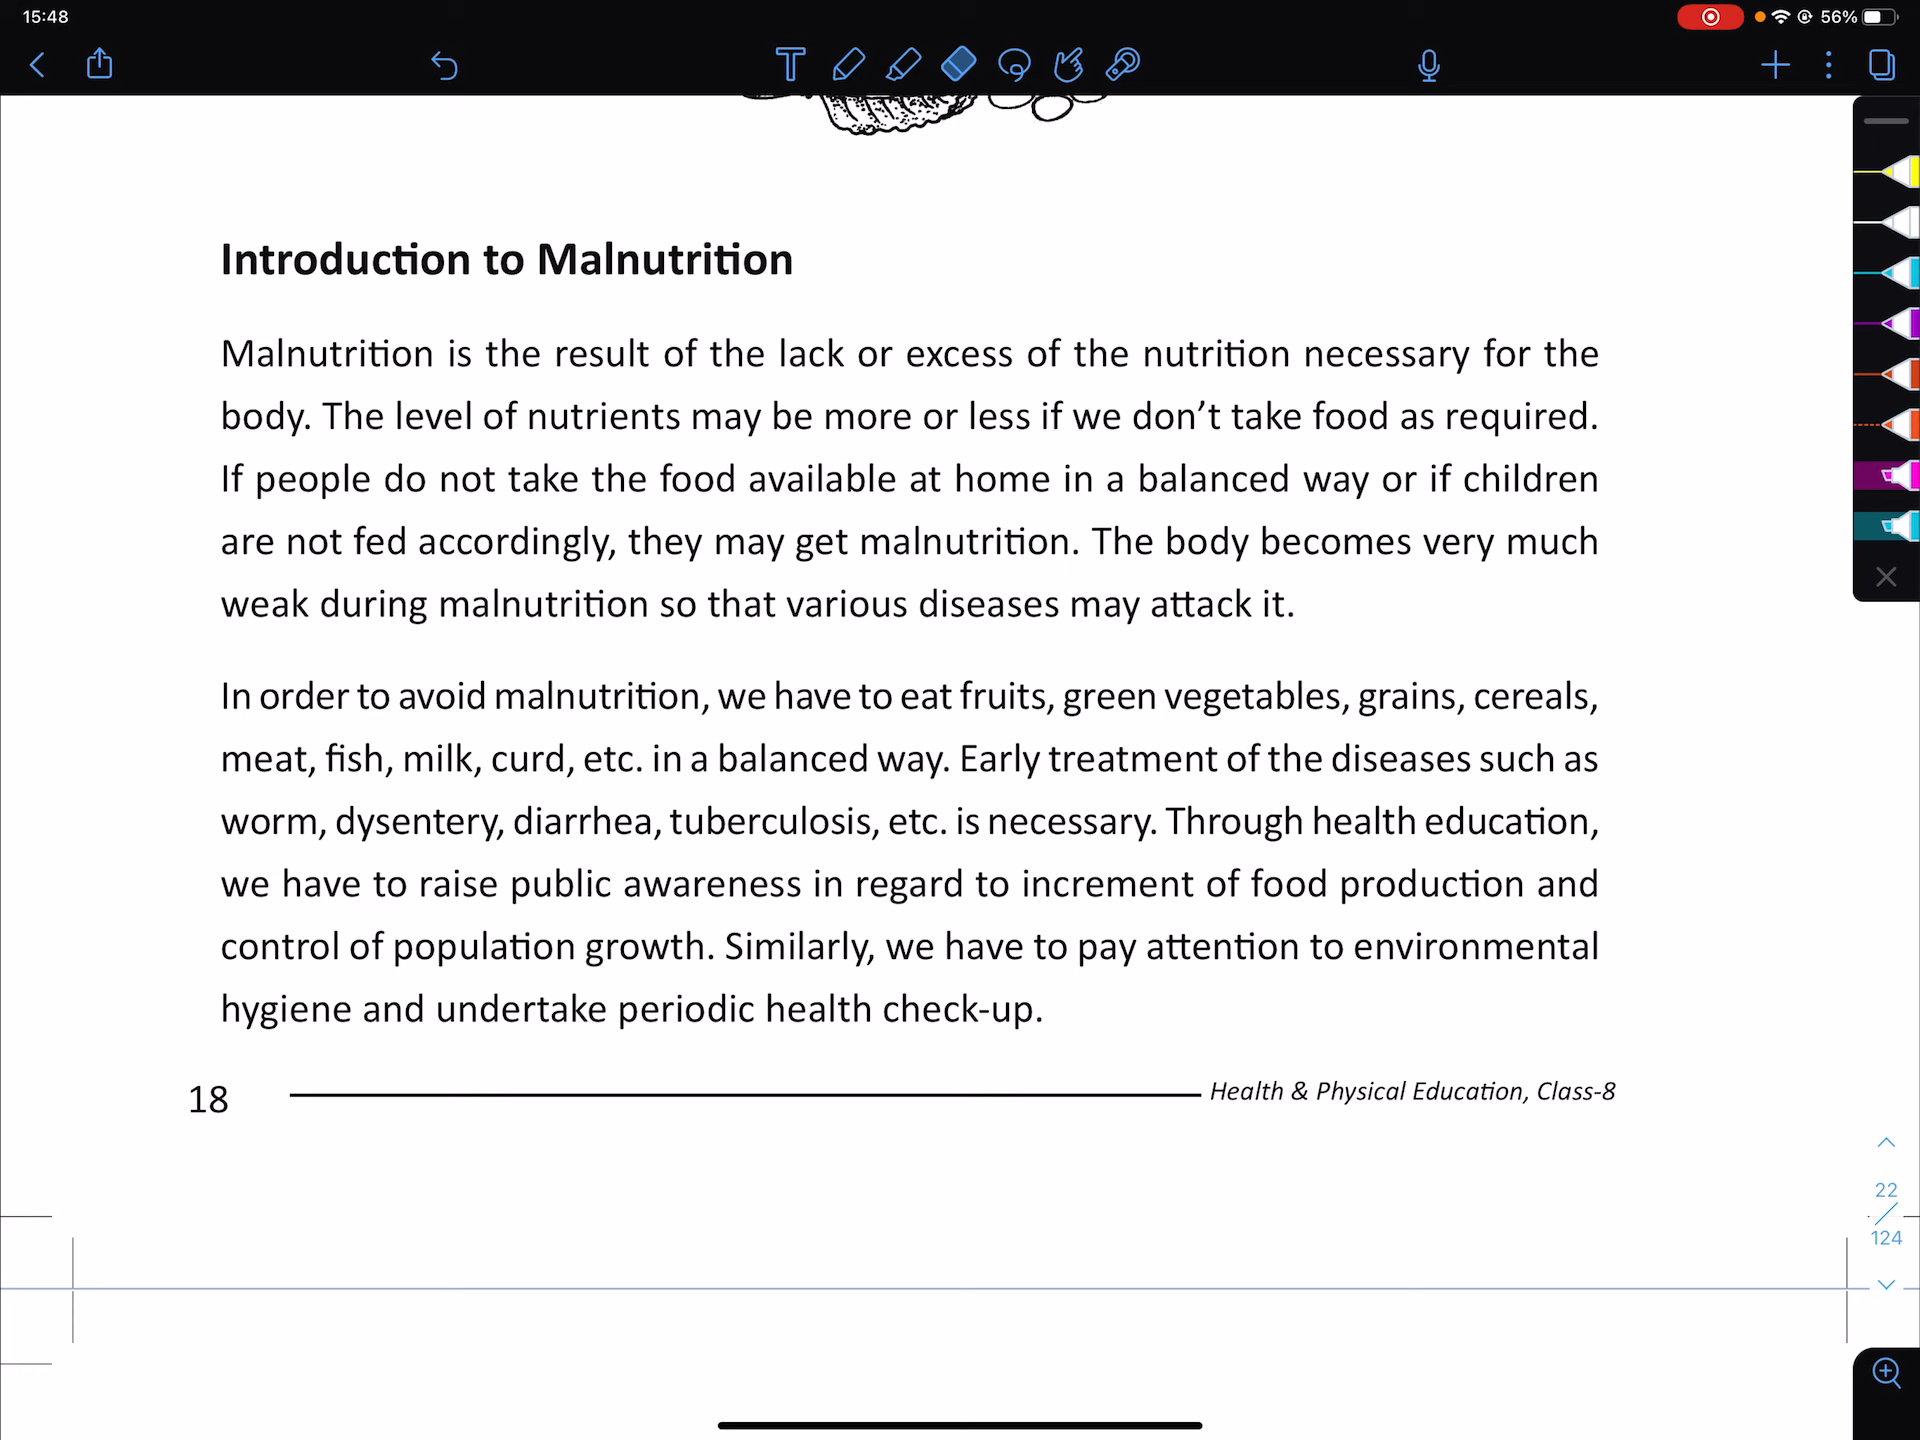 15:48
56%
Introduction to Malnutrition
Malnutrition is the result of the lack or excess of the nutrition necessary for the
body. The level of nutrients may be more or less if we don’t take food as required.
If people do not take the food available at home in a balanced way or if children
are not fed accordingly, they may get malnutrition. The body becomes very much
weak during malnutrition so that various diseases may attack it.
In order to avoid malnutrition, we have to eat fruits, green vegetables, grains, cereals,
meat, fish, milk, curd, etc. in a balanced way. Early treatment of the diseases such as
worm, dysentery, diarrhea, tuberculosis, etc. is necessary. Through health education,
we have to raise public awareness in regard to increment of food production and
control of population growth. Similarly, we have to pay attention to environmental
hygiene and undertake periodic health check-up.
18
Health & Physical Education, Class-8
22
124